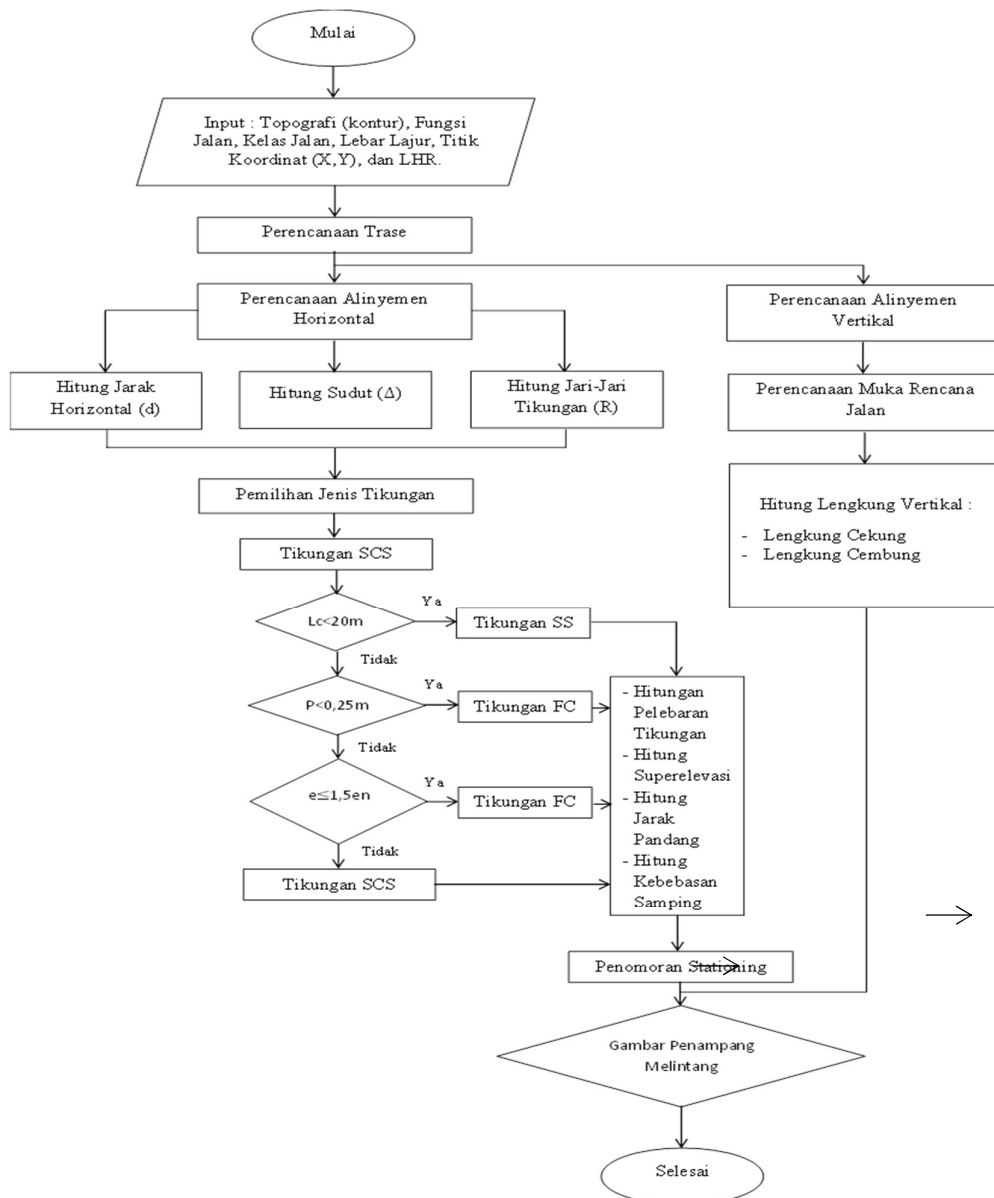 Mulai
Input : Topografi (kontur), Fungsi
Jalan, Kelas Jalan, Lebar Lajur, Titik
Koordinat (X,Y), dan LHR.
Perencanaan Trase
Perencanaan Alinyemen
Horizontal
Perencanaan Alinyemen
Vertikal
Hitung Jarak
Horizontal (d)
Hitung Sudut (Δ)
Hitung Jari-Jari
Tikungan (R)
Perencanaan Muka Rencana
Jalan
Pemilihan Jenis Tikungan
Hitung Lengkung Vertikal :
- Lengkung Cekung
- Lengkung Cembung
Tikungan SCS
Lc<20m
Ya
Tikungan SS
Tidak
P<0,25m
Ya
Tikungan FC
Tidak
e≤1,5en
Ya
Tikungan FC
Tidak
Tikungan SCS
- Hitungan
Pelebaran
Tikungan
- Hitung
Superelevasi
- Hitung
Jarak
Pandang
- Hitung
Kebebasan
Samping
Penomoran Stationing
Gambar Penampang
Melintang
Selesai